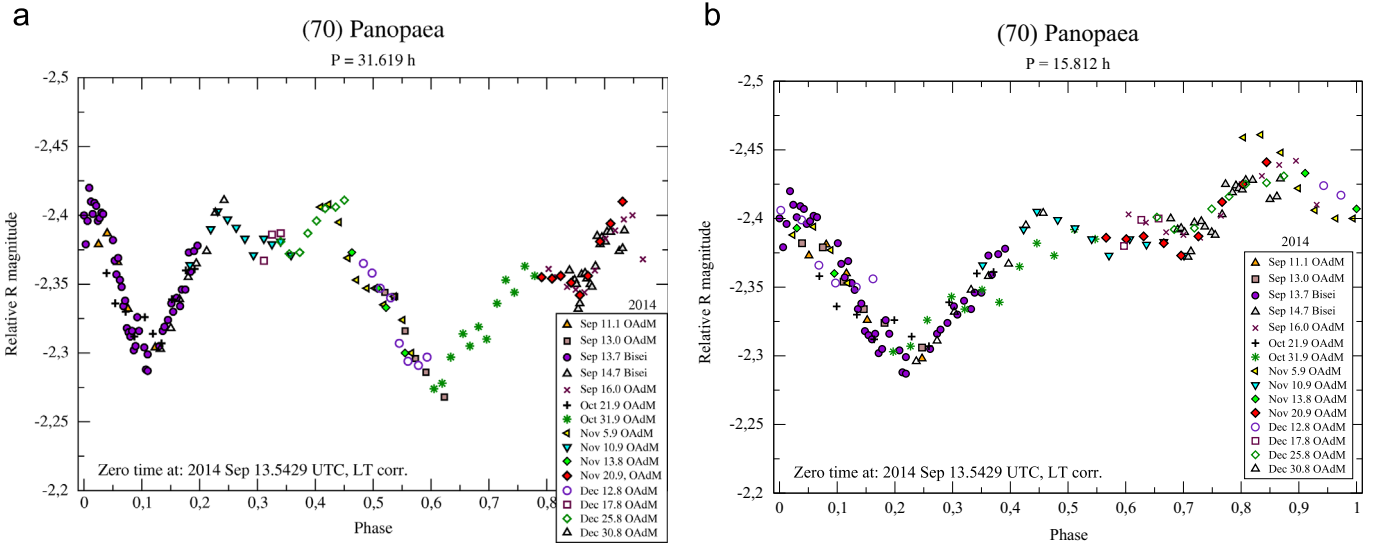 a
(70) Panopaea
P = 31.619 h
-2,5
-2,45
-2,4
-2,35
-2,3
-2,25
-2,2
Relative R magnitude
0
0,1
0,2
0,3
0,4
0,5
0,6
0,7
0,8
Phase
Zero time at: 2014 Sep 13.5429 UTC, LT corr.
2014
Sep 11.1 OAdM
Sep 13.0 OAdM
Sep 13.7 Bisei
Sep 14.7 Bisei
Sep 16.0 OAdM
Oct 21.9 OAdM
Oct 31.9 OAdM
Nov 5.9 OAdM
Nov 10.9 OAdM
Nov 13.8 OAdM
Nov 20.9, OAdM
Dec 12.8 OAdM
Dec 17.8 OAdM
Dec 25.8 OAdM
Dec 30.8 OAdM
b
(70) Panopaea
P = 15.812 h
-2,5
-2,45
-2,4
-2,35
-2,3
-2,25
-2,2
Relative R magnitude
0
0,1
0,2
0,3
0,4
0,5
0,6
0,7
0,8
0,9
1
Phase
Zero time at: 2014 Sep 13.5429 UTC, LT corr.
2014
Sep 11.1 OAdM
Sep 13.0 OAdM
Sep 13.7 Bisei
Sep 14.7 Bisei
Sep 16.0 OAdM
Oct 21.9 OAdM
Oct 31.9 OAdM
Nov 5.9 OAdM
Nov 10.9 OAdM
Nov 13.8 OAdM
Nov 20.9 OAdM
Dec 12.8 OAdM
Dec 17.8 OAdM
Dec 25.8 OAdM
Dec 30.8 OAdM